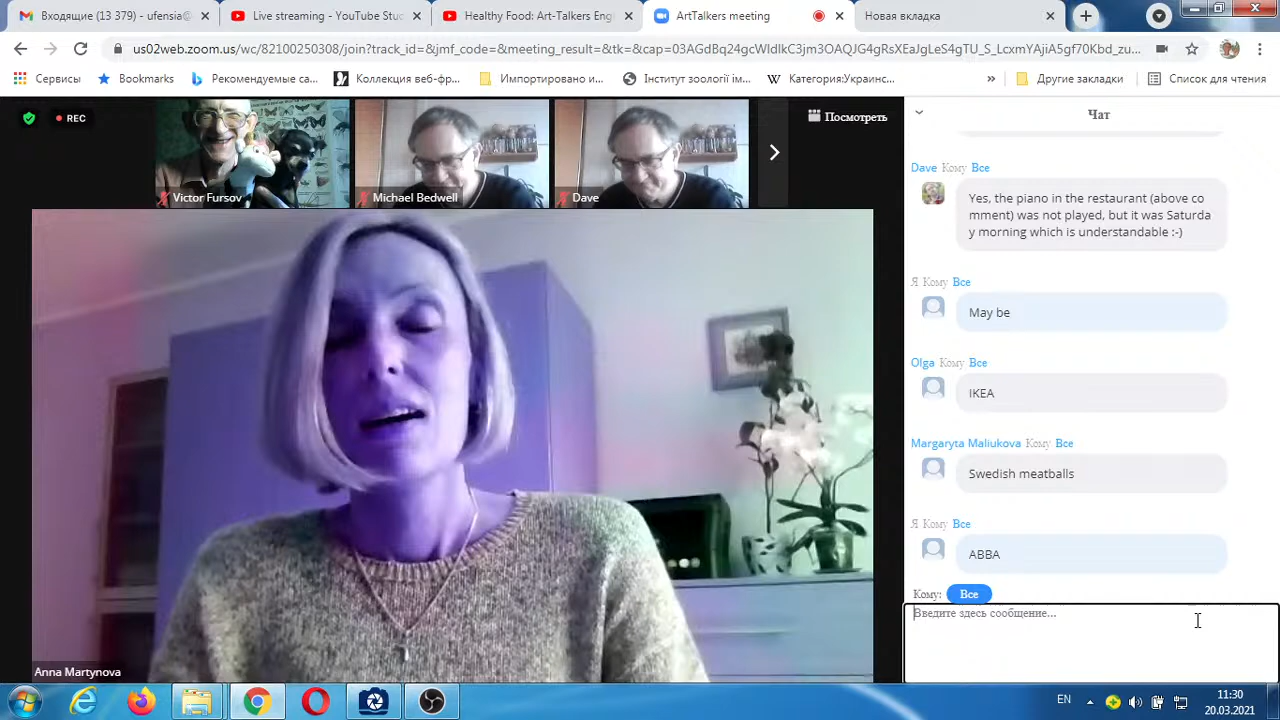 Входящии (13 37) - ufensia@
Live streaming - YouTube Stu
Healthy Food: Art-Talkers Eng
ArtTalkers meeting
Новая вкладка
us02web.zoom.us/wc/82100250308/join?track_id=&jmf_code=&meeting_result=&tk=&cap=
Сервисы
Bookmarks
Рекомендуемые са...
Коллекция веб-фр...
Импортировано и...
Інститут зоології ім...
Категория:Украинс...
»
Другие закладки
Список для чтения
REC
Посмотреть
Victor Fursov
Michael Bedwell
Dave
Anna Martynova
Чат
Dave Кому Все
Yes, the piano in the restaurant (above co
mment) was not played, but it was Saturda
y morning which is understandable :-)
Я Кому Все
May be
Olga Кому Все
IKEA
Margaryta Maliukova Кому Все
Swedish meatballs
Я Кому Все
ABBA
Кому: Все
Введите здесь сообщение...
EN
11:30
20.03.2021